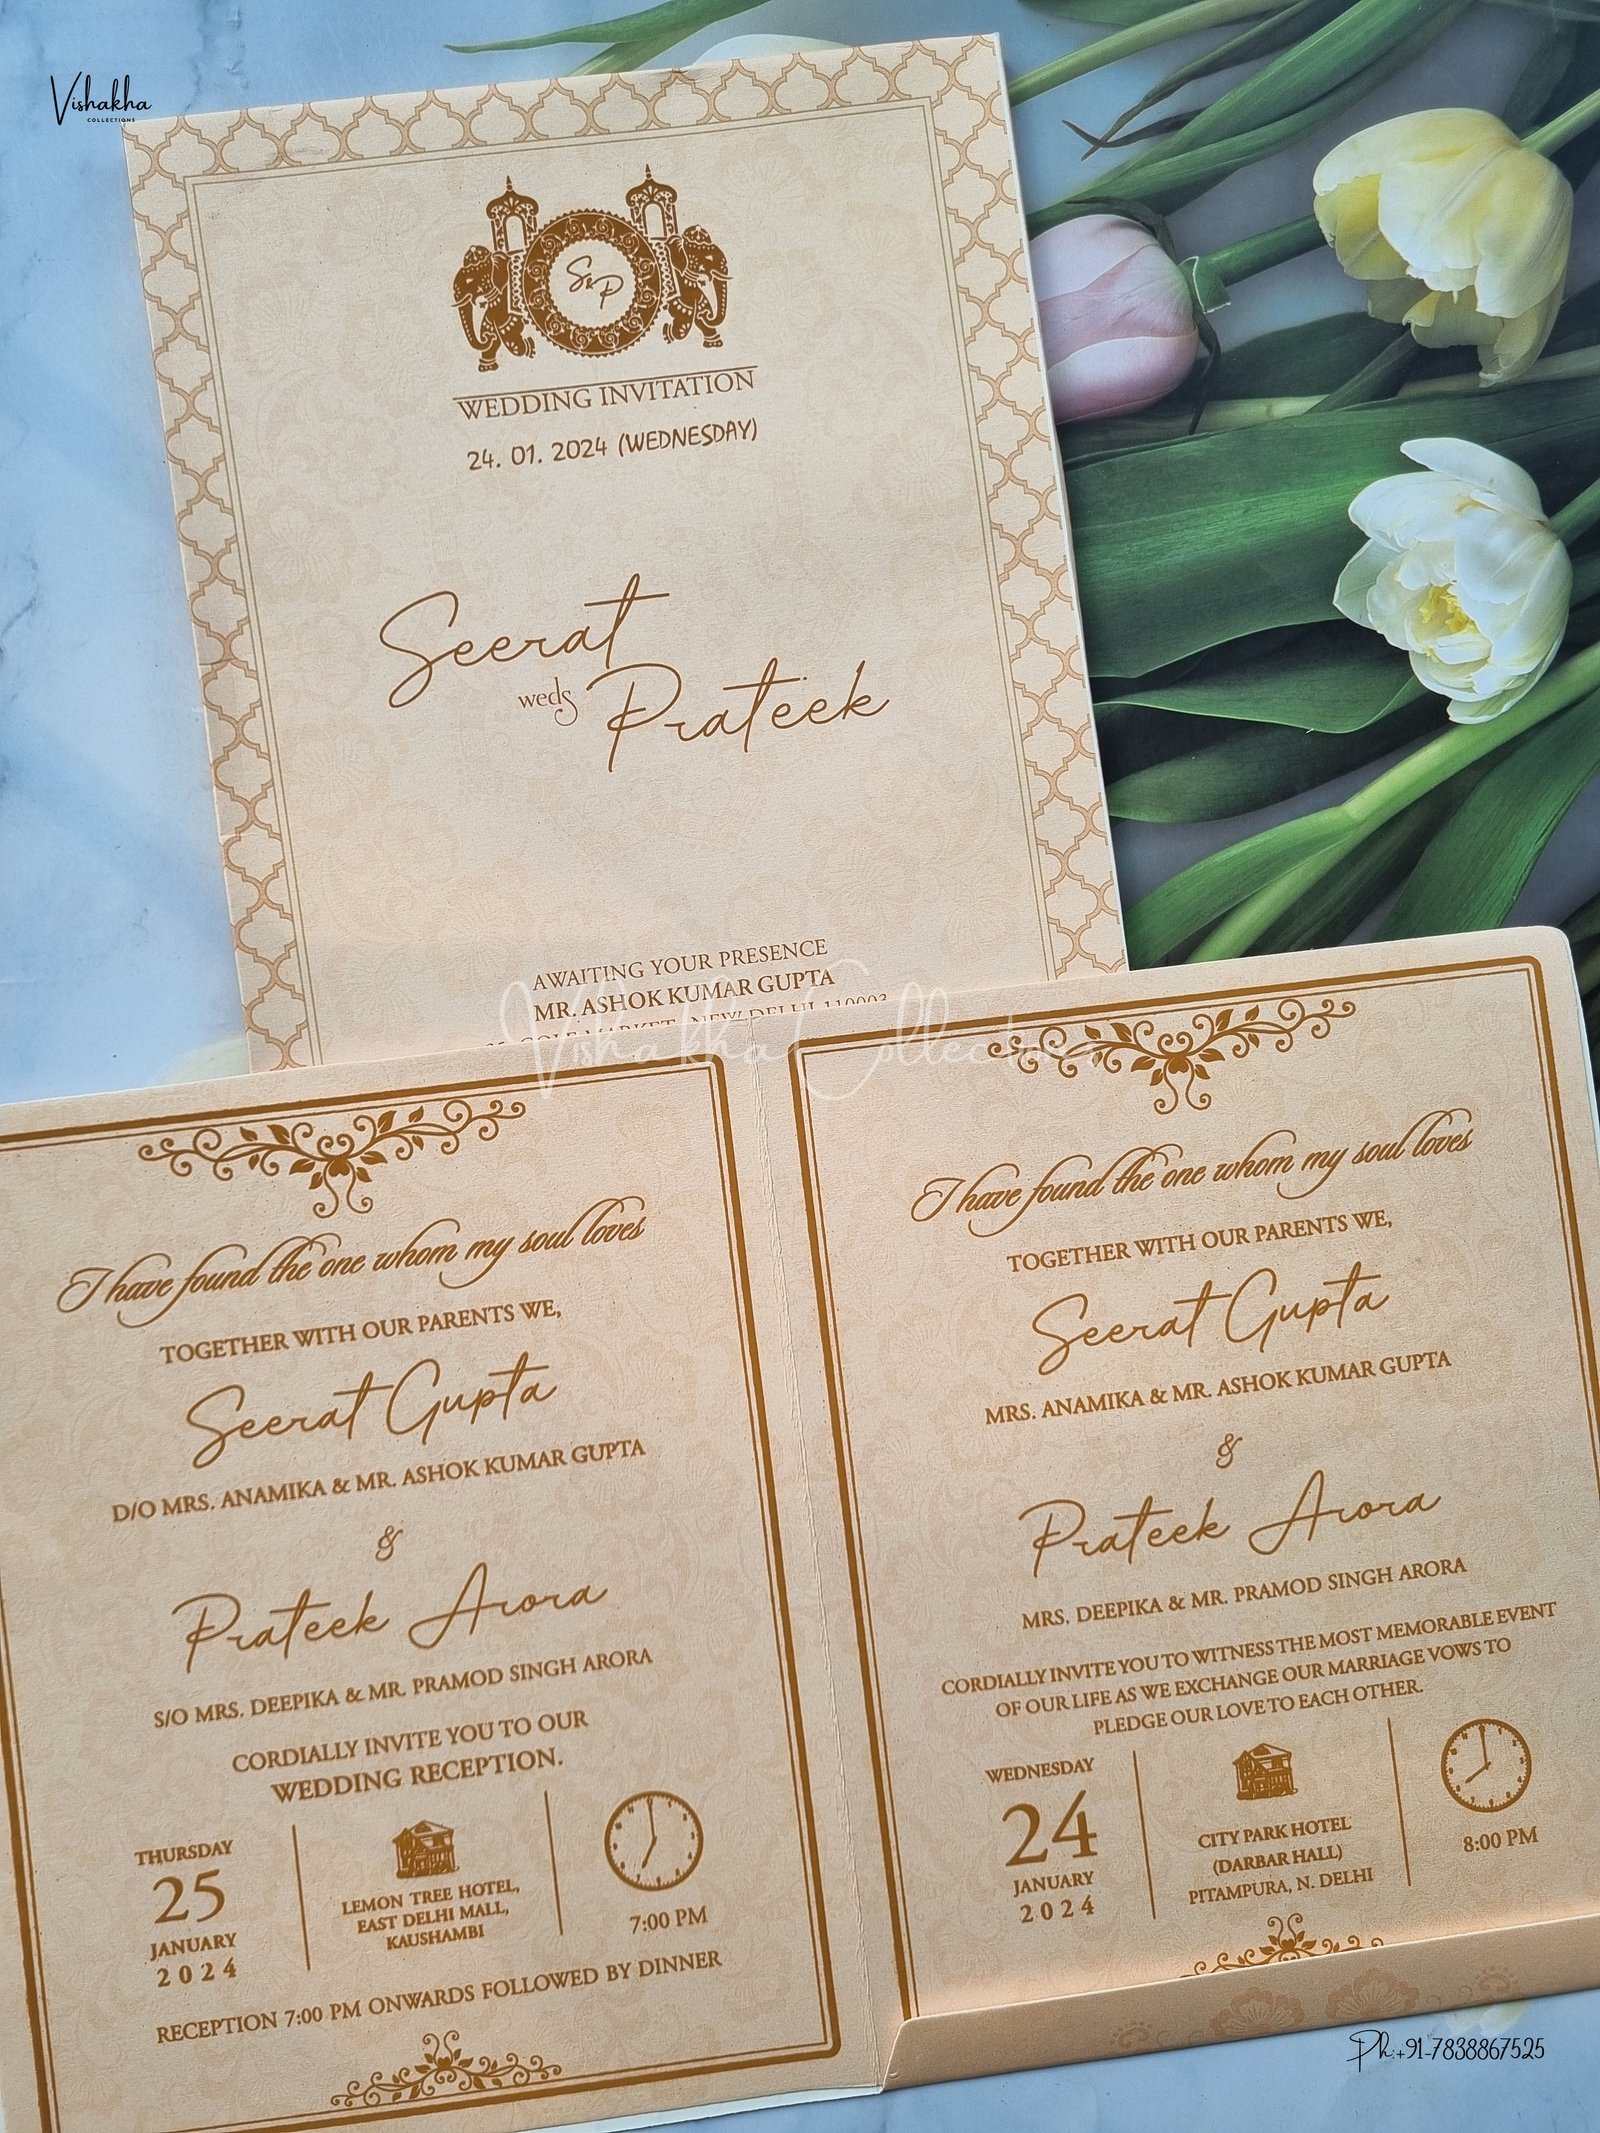 Vishakha
COLLECTIONS
S & P
WEDDING INVITATION
24. 01. 2024 (WEDNESDAY)
Seerat
weds
Prateek
AWAITING YOUR PRESENCE
MR. ASHOK KUMAR GUPTA
MARKET, NEW DELHI 110003
Vishakha Collections
I have found the one whom my soul loves
TOGETHER WITH OUR PARENTS WE,
Seerat Gupta
D/O MRS. ANAMIKA & MR. ASHOK KUMAR GUPTA
&
Prateek Arora
S/O MRS. DEEPIKA & MR. PRAMOD SINGH ARORA
CORDIALLY INVITE YOU TO OUR
WEDDING RECEPTION.
THURSDAY
25
JANUARY
2024
LEMON TREE HOTEL,
EAST DELHI MALL,
KAUSHAMBI
7:00 PM
RECEPTION 7:00 PM ONWARDS FOLLOWED BY DINNER
I have found the one whom my soul loves
TOGETHER WITH OUR PARENTS WE,
Seerat Gupta
MRS. ANAMIKA & MR. ASHOK KUMAR GUPTA
&
Prateek Arora
MRS. DEEPIKA & MR. PRAMOD SINGH ARORA
CORDIALLY INVITE YOU TO WITNESS THE MOST MEMORABLE EVENT
OF OUR LIFE AS WE EXCHANGE OUR MARRIAGE VOWS TO
PLEDGE OUR LOVE TO EACH OTHER.
WEDNESDAY
24
JANUARY
2024
CITY PARK HOTEL
(DARBAR HALL)
PITAMPURA, N. DELHI
8:00 PM
Ph:+91-7838867525